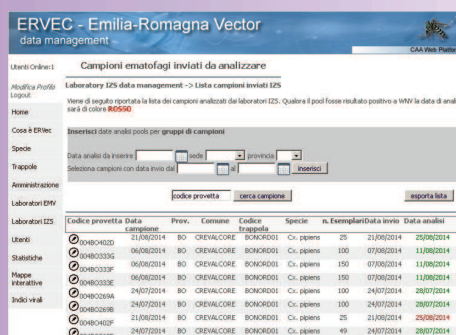 ERVEC - Emilia-Romagna Vector
data management
CAA Web Platfor
Utenti Online:1
Campioni ematofagi inviati da analizzare
Modifica Profilo
Logout
Laboratory IZS data management -> Lista campioni inviati IZS
Viene di seguito riportata la lista dei campioni analizzati dai laboratori IZS. Qualora il pool fosse risultato positivo a WNV la data di anali
sarà di colore ROSSO
Home
Cosa è ERVec
Specie
Trappole
Amministrazione
Laboratori EMV
Laboratori IZS
Utenti
Statistiche
Mappe
interattive
Indici virali
Inserisci date analisi pools per gruppi di campioni
Data analisi da inserire sede provincia
Seleziona campioni con data invio dal al inserisci
codice provetta cerca campione esporta lista
Codice provetta Data campione Prov. Comune Codice trappola Specie n. Esemplari Data invio Data analisi
004BO402D 21/08/2014 BO CREVALCORE BONORD01 Cx. pipiens 25 21/08/2014 25/08/2014
004BO333G 06/08/2014 BO CREVALCORE BONORD01 Cx. pipiens 100 07/08/2014 11/08/2014
004BO333F 06/08/2014 BO CREVALCORE BONORD01 Cx. pipiens 150 07/08/2014 11/08/2014
004BO333E 06/08/2014 BO CREVALCORE BONORD01 Cx. pipiens 150 07/08/2014 11/08/2014
004BO269A 24/07/2014 BO CREVALCORE BONORD01 Cx. pipiens 100 24/07/2014 28/07/2014
004BO269B 24/07/2014 BO CREVALCORE BONORD01 Cx. pipiens 100 24/07/2014 28/07/2014
004BO402F 21/08/2014 BO CREVALCORE BONORD01 Cx. pipiens 25 21/08/2014 25/08/2014
24/07/2014 BO CREVALCORE BONORD01 Cx. pipiens 49 24/07/2014 28/07/2014